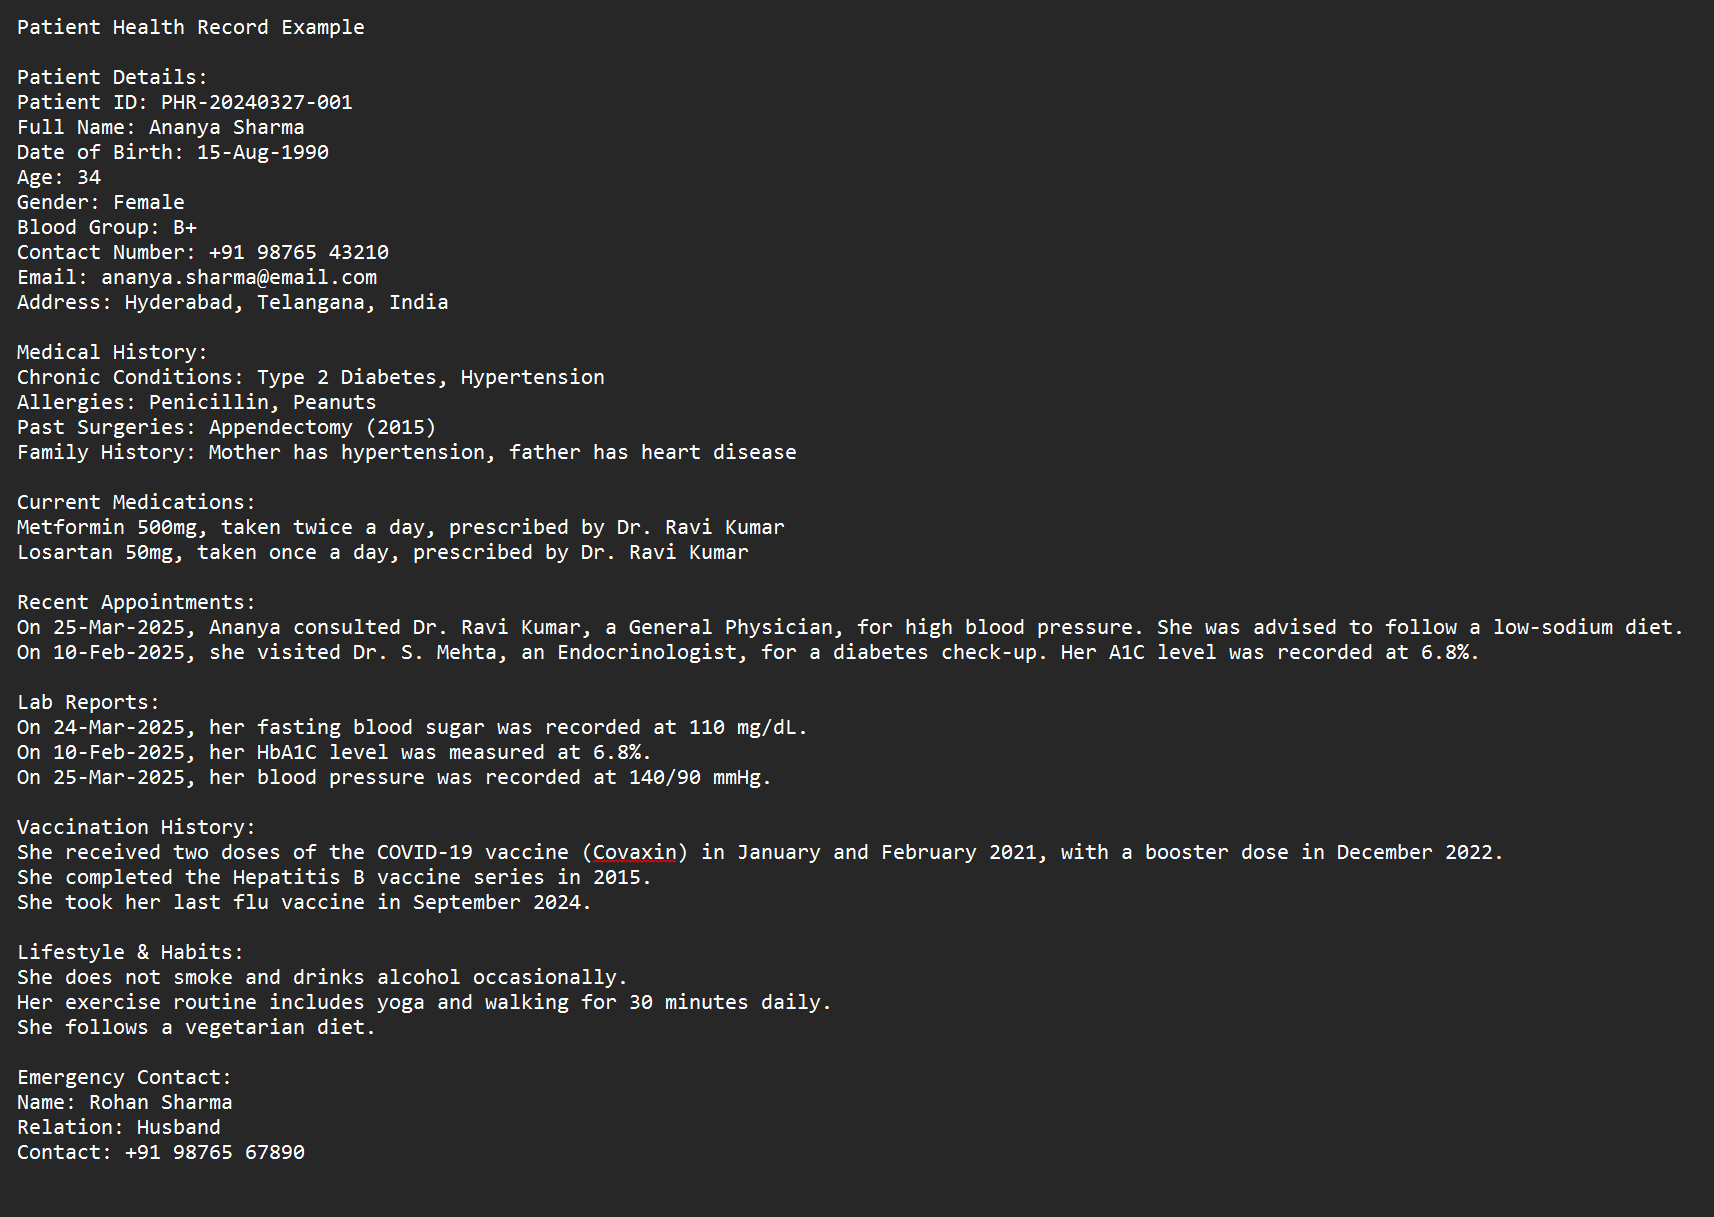 Patient Health Record Example
Patient Details:
Patient ID: PHR-20240327-001
Full Name: Ananya Sharma
Date of Birth: 15-Aug-1990
Age: 34
Gender: Female
Blood Group: B+
Contact Number: +91 98765 43210
Email: ananya.sharma@email.com
Address: Hyderabad, Telangana, India
Medical History:
Chronic Conditions: Type 2 Diabetes, Hypertension
Allergies: Penicillin, Peanuts
Past Surgeries: Appendectomy (2015)
Family History: Mother has hypertension, father has heart disease
Current Medications:
Metformin 500mg, taken twice a day, prescribed by Dr. Ravi Kumar
Losartan 50mg, taken once a day, prescribed by Dr. Ravi Kumar
Recent Appointments:
On 25-Mar-2025, Ananya consulted Dr. Ravi Kumar, a General Physician, for high blood pressure. She was advised to follow a low-sodium diet.
On 10-Feb-2025, she visited Dr. S. Mehta, an Endocrinologist, for a diabetes check-up. Her A1C level was recorded at 6.8%.
Lab Reports:
On 24-Mar-2025, her fasting blood sugar was recorded at 110 mg/dL.
On 10-Feb-2025, her HbA1C level was measured at 6.8%.
On 25-Mar-2025, her blood pressure was recorded at 140/90 mmHg.
Vaccination History:
She received two doses of the COVID-19 vaccine (Covaxin) in January and February 2021, with a booster dose in December 2022.
She completed the Hepatitis B vaccine series in 2015.
She took her last flu vaccine in September 2024.
Lifestyle & Habits:
She does not smoke and drinks alcohol occasionally.
Her exercise routine includes yoga and walking for 30 minutes daily.
She follows a vegetarian diet.
Emergency Contact:
Name: Rohan Sharma
Relation: Husband
Contact: +91 98765 67890